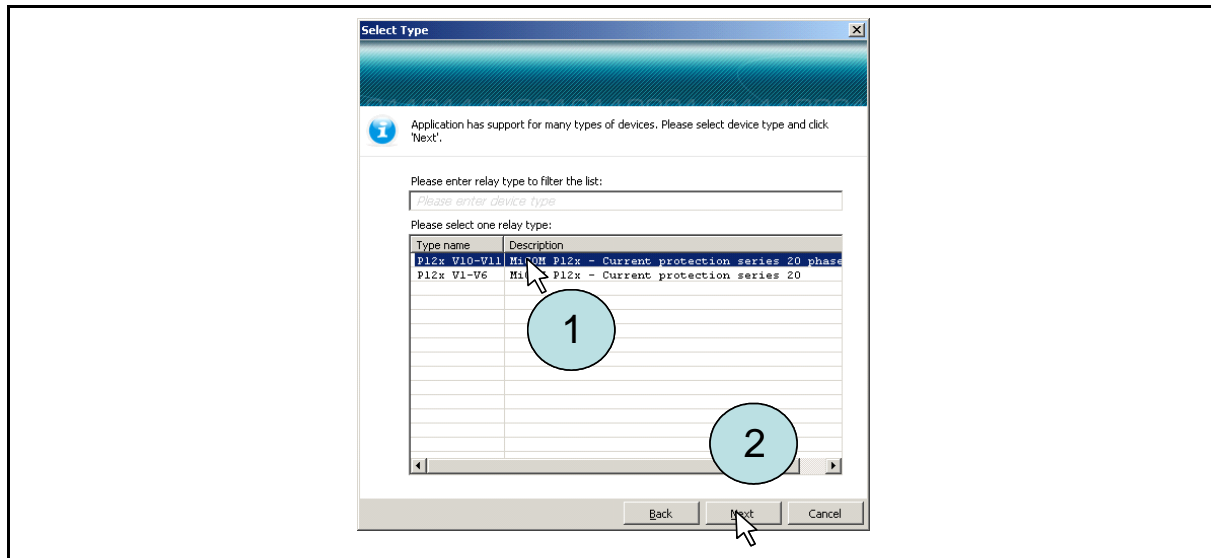 Select Type
Application has support for many types of devices. Please select device type and click
'Next'.
Please enter relay type to filter the list:
Please enter device type
Please select one relay type:
Type name Description
P12x V10-V11 MiCOM P12x - Current protection series 20 phase
P12x V1-V6 P12x - Current protection series 20
1
2
Back Next Cancel